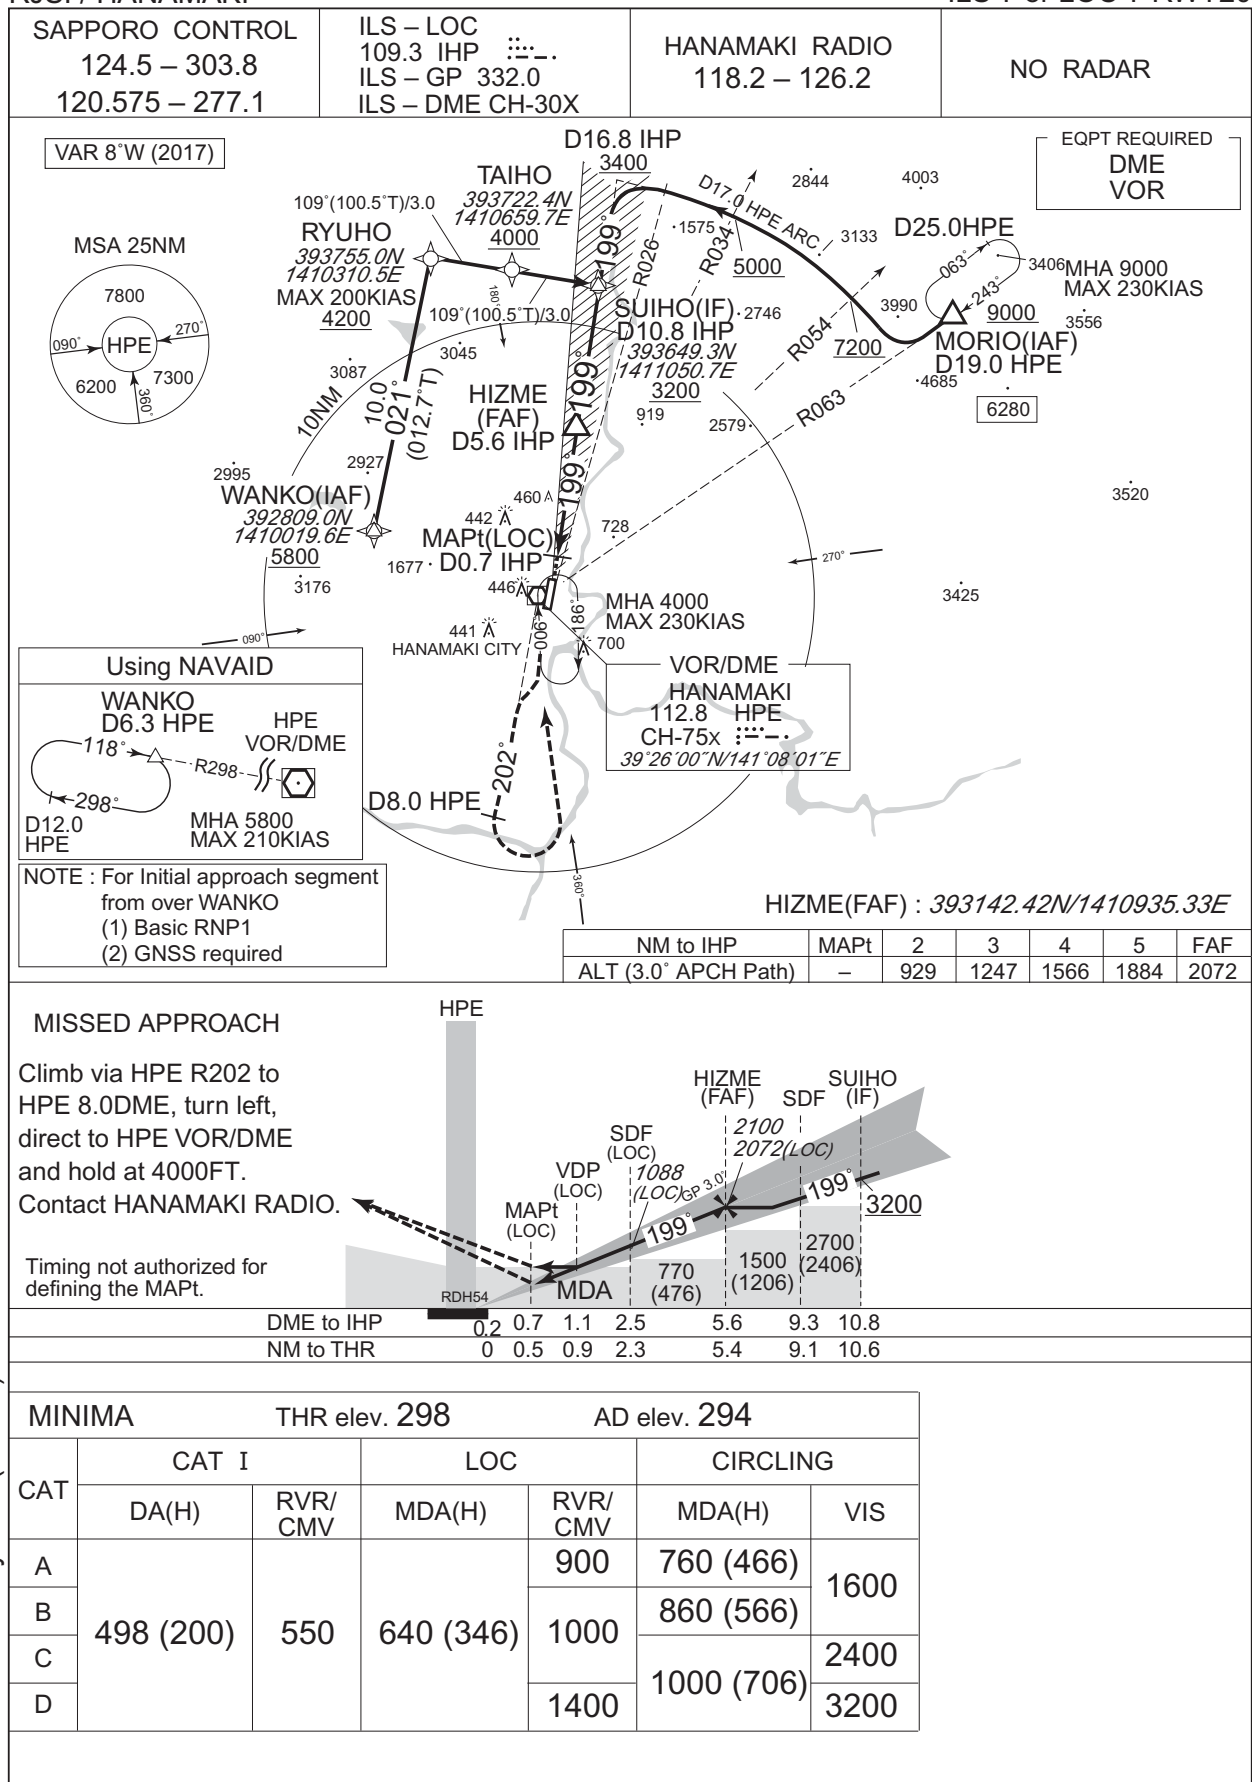 SAPPORO CONTROL
124.5 – 303.8
120.575 – 277.1
ILS – LOC
109.3 IHP
ILS – GP 332.0
ILS – DME CH-30X
HANAMAKI RADIO
118.2 – 126.2
NO RADAR
VAR 8°W (2017)
EQPT REQUIRED
DME
VOR
MSA 25NM
7800
090°
HPE
270°
6200
7300
360°
D16.8 IHP
3400
TAIHO
393722.4N
1410659.7E
4000
109°(100.5°T)/3.0
RYUHO
393755.0N
1410310.5E
MAX 200KIAS
4200
180°
109°(100.5°T)/3.0
199°
R026
R034
D17.0 HPE ARC
1575
2844
4003
3133
5000
D25.0HPE
063°
243°
3406
MHA 9000
MAX 230KIAS
3990
9000
3556
MORIO(IAF)
D19.0 HPE
7200
R054
4685
6280
R063
SUIHO(IF)
D10.8 IHP
393649.3N
1411050.7E
3200
2746
919
2579
3045
3087
10NM
10.0
021°
(012.7°T)
199°
HIZME
(FAF)
D5.6 IHP
199°
2995
2927
WANKO(IAF)
392809.0N
1410019.6E
5800
3176
460
442
MAPt(LOC)
D0.7 IHP
1677
446
728
3520
270°
3425
MHA 4000
MAX 230KIAS
441
HANAMAKI CITY
006°
186°
700
090°
VOR/DME
HANAMAKI
112.8 HPE
CH-75x
39°26´00˝N/141°08´01˝E
Using NAVAID
WANKO
D6.3 HPE
HPE
VOR/DME
118°
R298
298°
D12.0
HPE
MHA 5800
MAX 210KIAS
202°
D8.0 HPE
360°
NOTE : For Initial approach segment
from over WANKO
(1) Basic RNP1
(2) GNSS required
HIZME(FAF) : 393142.42N/1410935.33E
NM to IHP MAPt 2 3 4 5 FAF
ALT (3.0° APCH Path) – 929 1247 1566 1884 2072
MISSED APPROACH
Climb via HPE R202 to
HPE 8.0DME, turn left,
direct to HPE VOR/DME
and hold at 4000FT.
Contact HANAMAKI RADIO.
Timing not authorized for
defining the MAPt.
HPE
HIZME
(FAF)
SDF
SUIHO
(IF)
2100
2072(LOC)
SDF
(LOC)
1088
(LOC)
GP 3.0°
VDP
(LOC)
MAPt
(LOC)
199°
199°
3200
RDH54
MDA
770
(476)
1500
(1206)
2700
(2406)
DME to IHP 0.2 0.7 1.1 2.5 5.6 9.3 10.8
NM to THR 0 0.5 0.9 2.3 5.4 9.1 10.6
MINIMA THR elev. 298 AD elev. 294
CAT CAT I LOC CIRCLING
DA(H) RVR/CMV MDA(H) RVR/CMV MDA(H) VIS
A 498 (200) 550 640 (346) 900 760 (466) 1600
B 1000 860 (566)
C 1000 (706) 2400
D 1400 3200